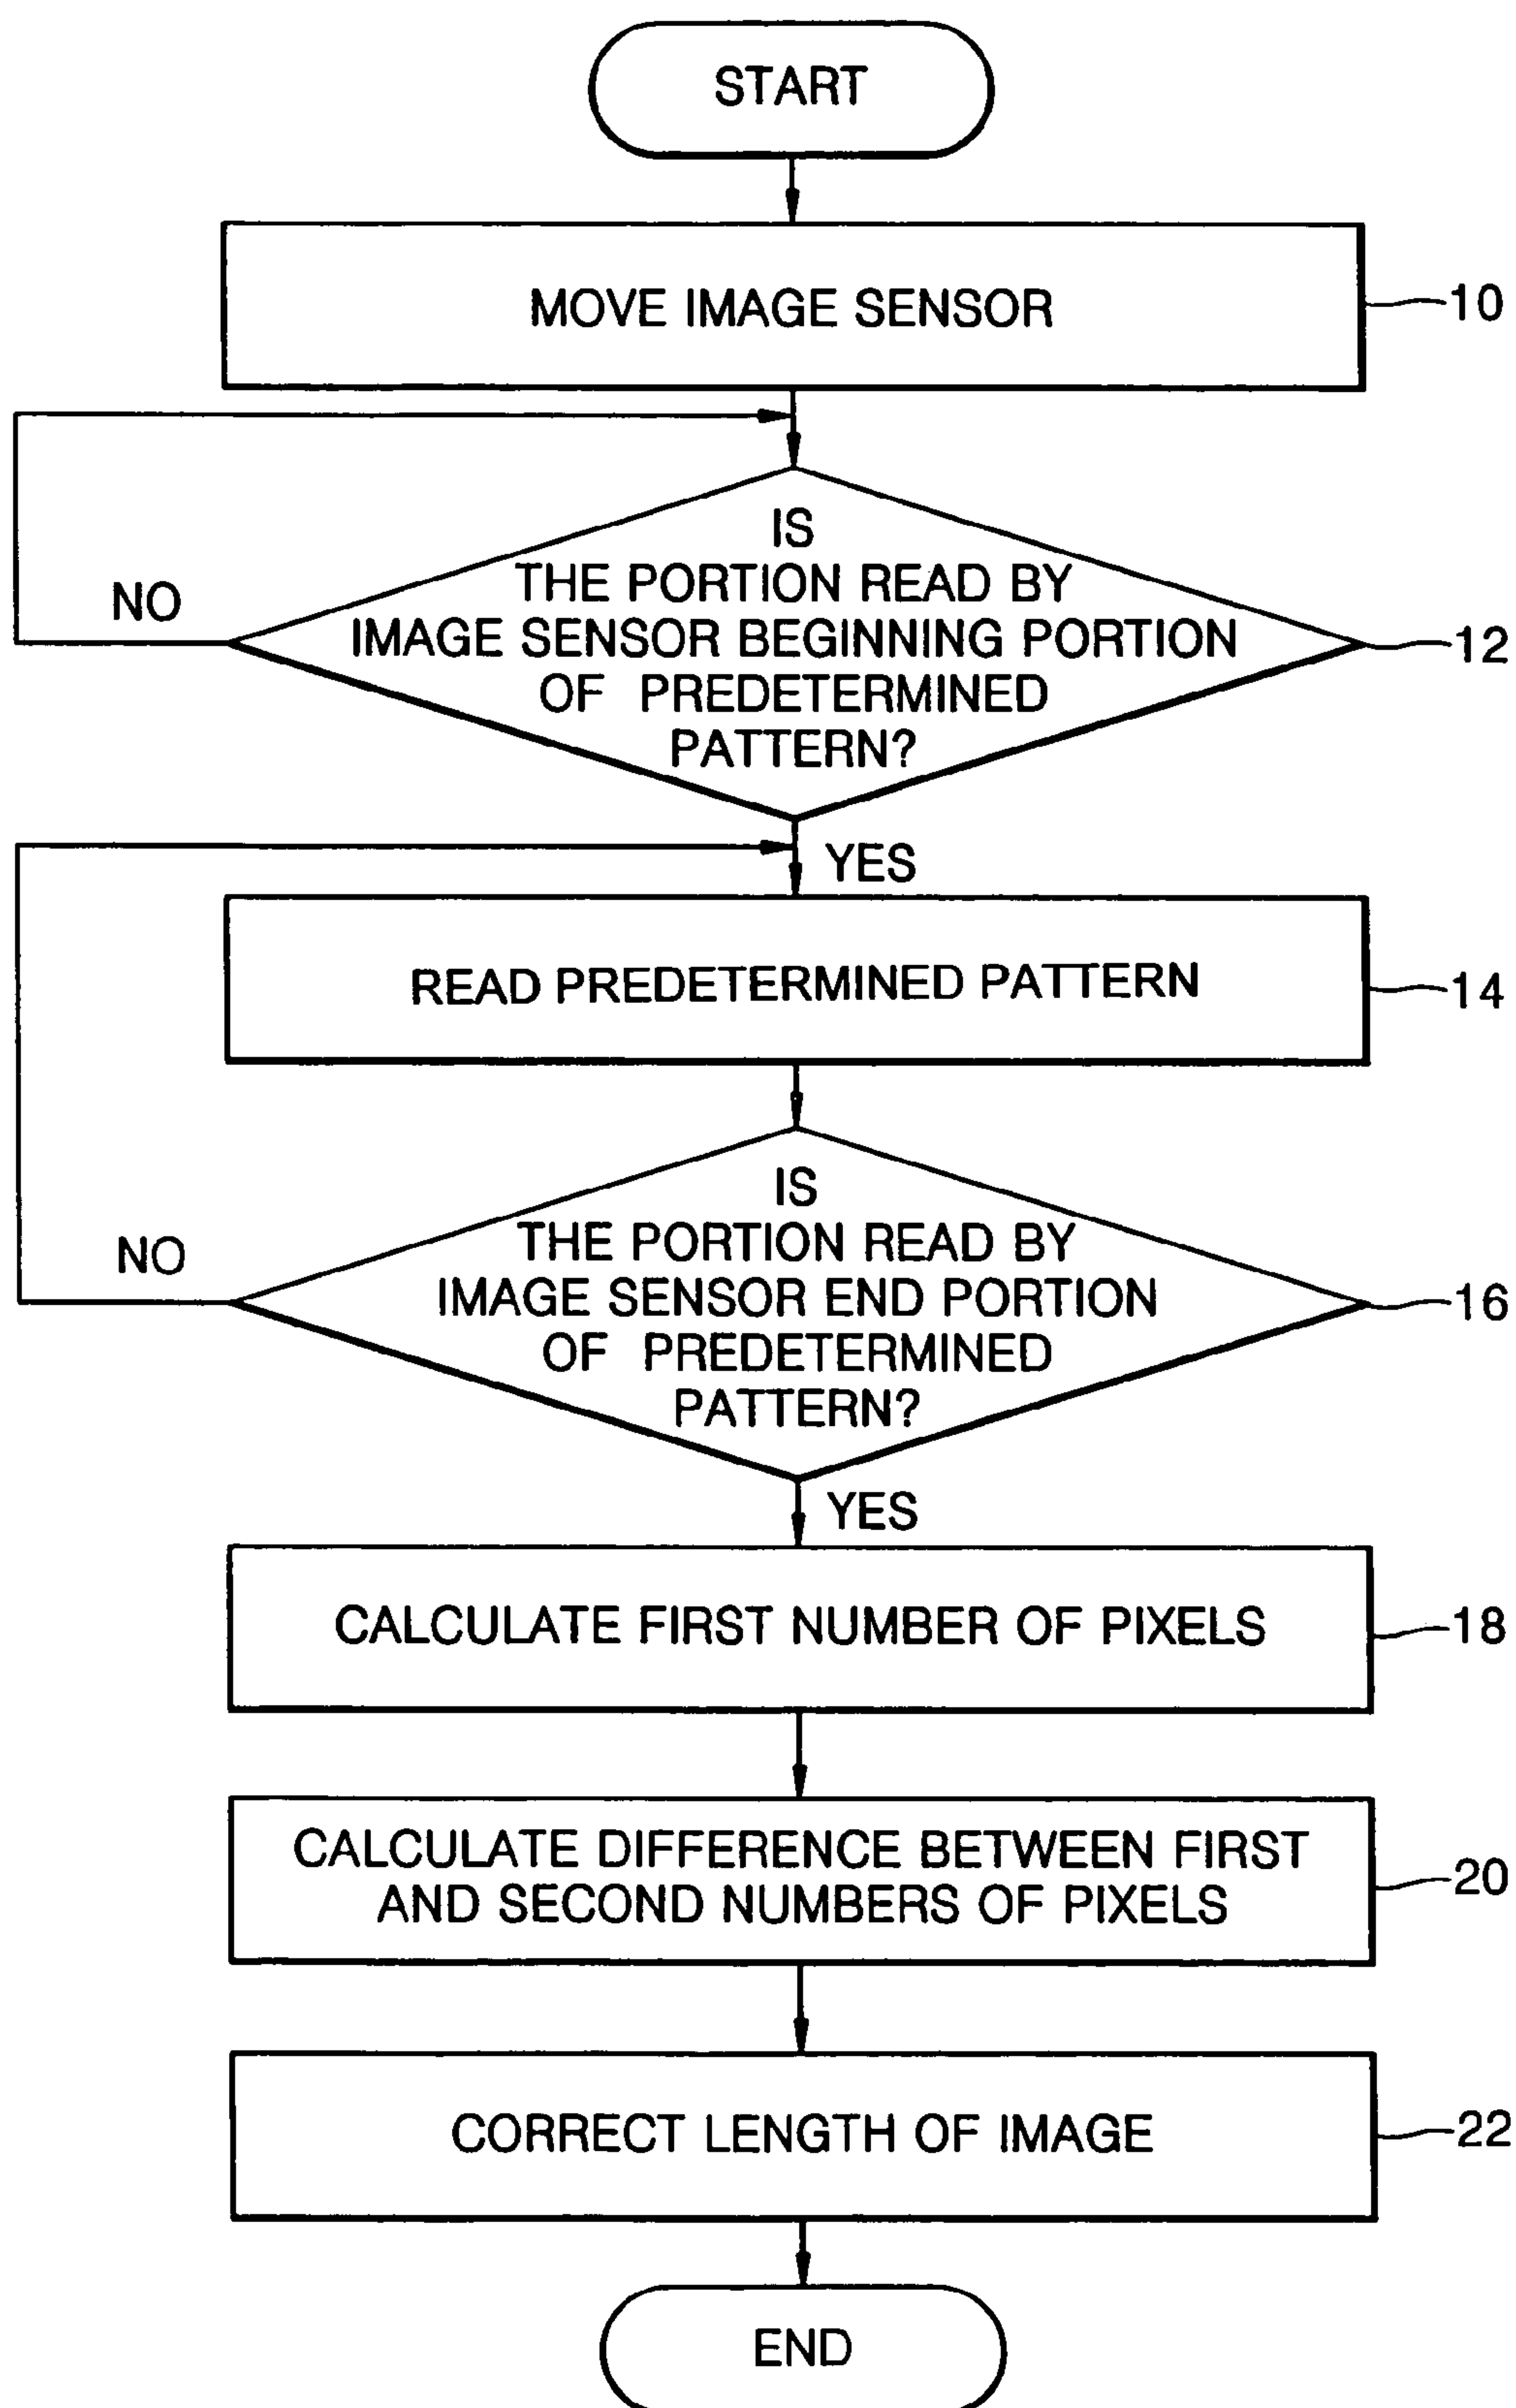 START
MOVE IMAGE SENSOR
10
IS
THE PORTION READ BY
IMAGE SENSOR BEGINNING PORTION
OF PREDETERMINED
PATTERN?
NO
12
YES
READ PREDETERMINED PATTERN
14
IS
THE PORTION READ BY
IMAGE SENSOR END PORTION
OF PREDETERMINED
PATTERN?
NO
16
YES
CALCULATE FIRST NUMBER OF PIXELS
18
CALCULATE DIFFERENCE BETWEEN FIRST
AND SECOND NUMBERS OF PIXELS
20
CORRECT LENGTH OF IMAGE
22
END